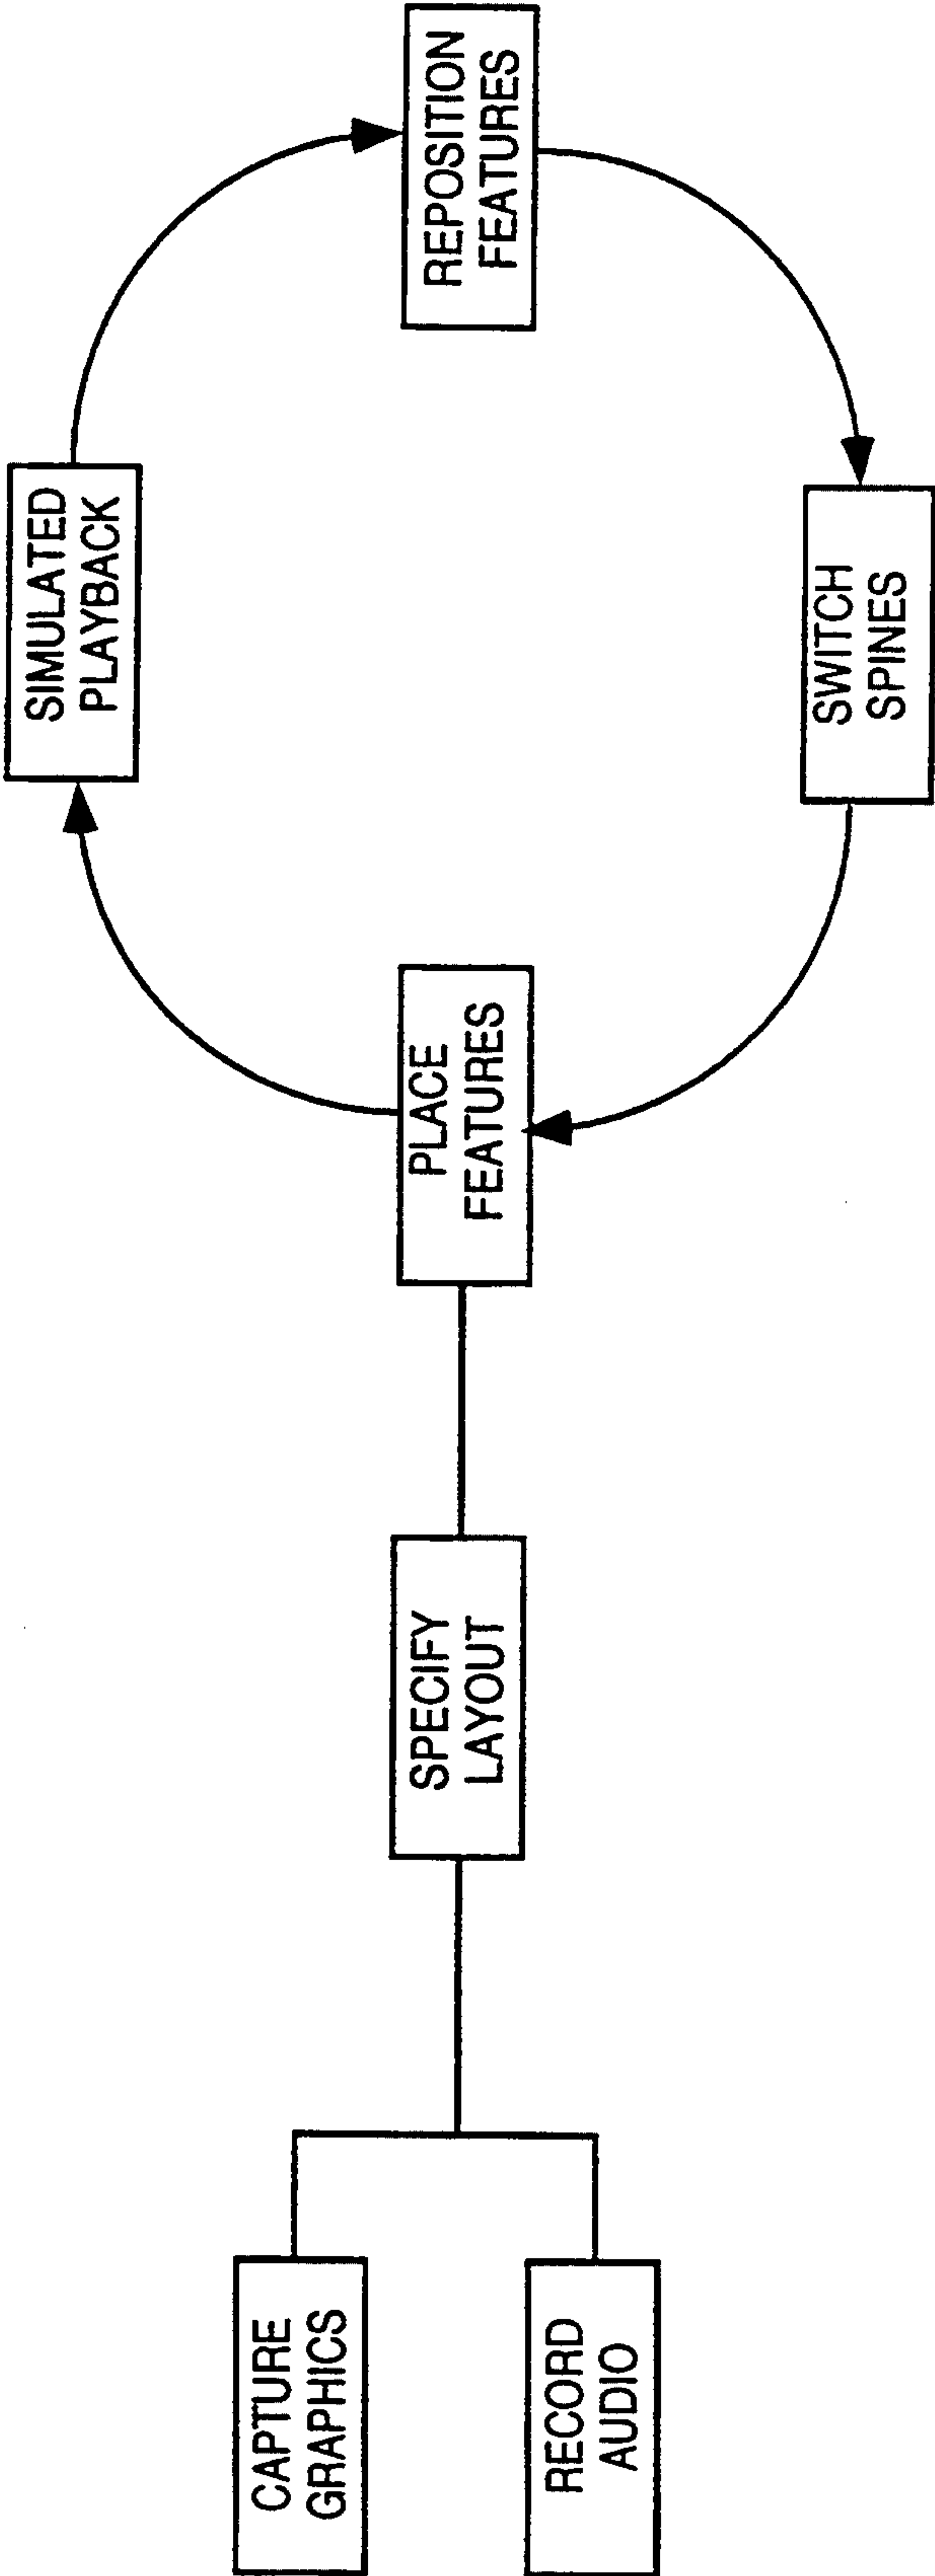 CAPTURE
GRAPHICS
RECORD
AUDIO
SPECIFY
LAYOUT
PLACE
FEATURES
SIMULATED
PLAYBACK
REPOSITION
FEATURES
SWITCH
SPINES